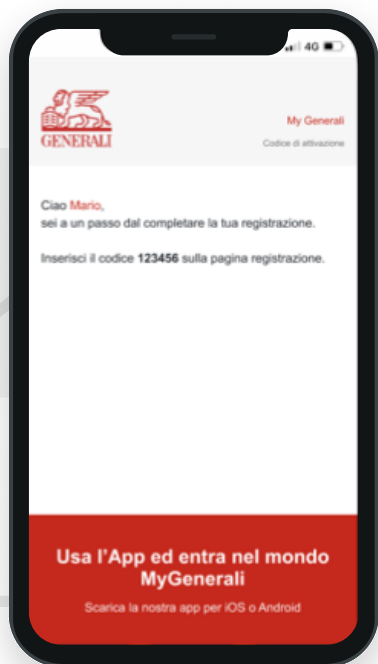 4G
GENERALI
My Generali
Codice di attivazione
Ciao Mario,
sei a un passo dal completare la tua registrazione.
Inserisci il codice 123456 sulla pagina registrazione.
Usa l'App ed entra nel mondo
MyGenerali
Scarica la nostra app per iOS o Android